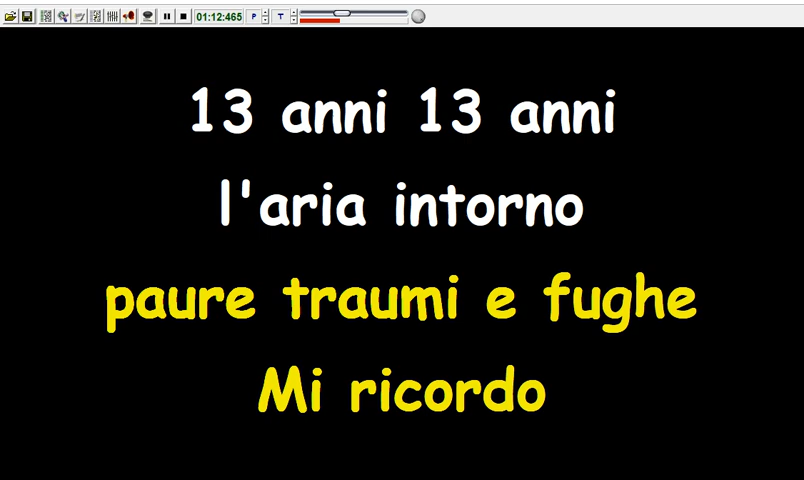 01:12:465
P
T
13 anni 13 anni
l'aria intorno
paure traumi e fughe
Mi ricordo